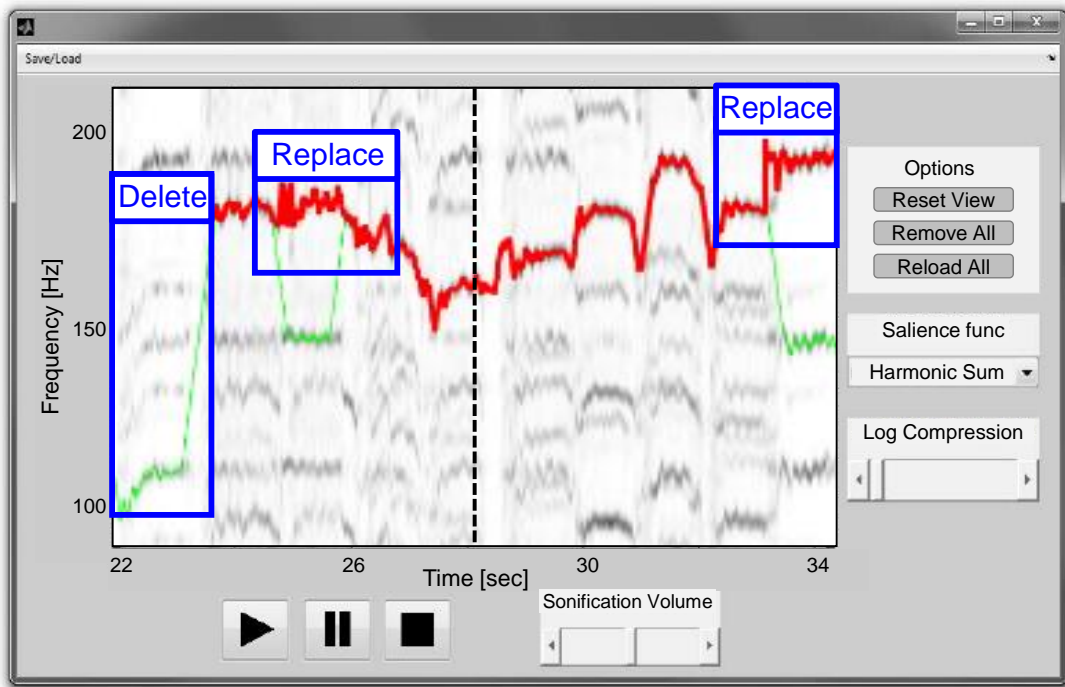 Save/Load
Replace
200
Replace
Delete
Options
Reset View
Remove All
Reload All
Frequency [Hz]
150
Salience func
Harmonic Sum
Log Compression
100
22
26
30
34
Time [sec]
Sonification Volume